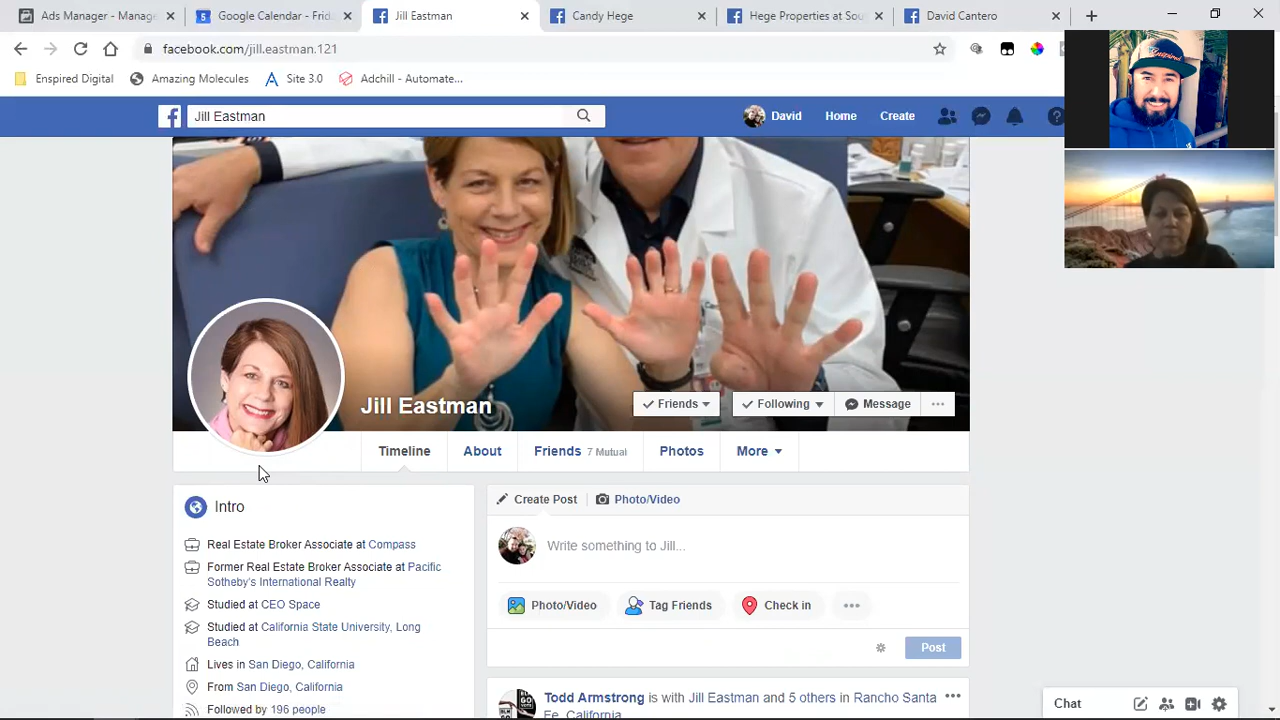 Ads Manager - Manage
Google Calendar - Frid
Jill Eastman
Candy Hege
Hege Properties at Sou
David Cantero
facebook.com/jill.eastman.121
Enspired Digital
Amazing Molecules
Site 3.0
Adchill - Automate...
Jill Eastman
David
Home
Create
Jill Eastman
Friends
Following
Message
Timeline
About
Friends 7 Mutual
Photos
More
Intro
Real Estate Broker Associate at Compass
Former Real Estate Broker Associate at Pacific
Sotheby's International Realty
Studied at CEO Space
Studied at California State University, Long
Beach
Lives in San Diego, California
From San Diego, California
Followed by 196 people
Create Post
Photo/Video
Write something to Jill...
Photo/Video
Tag Friends
Check in
Post
Todd Armstrong is with Jill Eastman and 5 others in Rancho Santa
Fe, California.
Chat